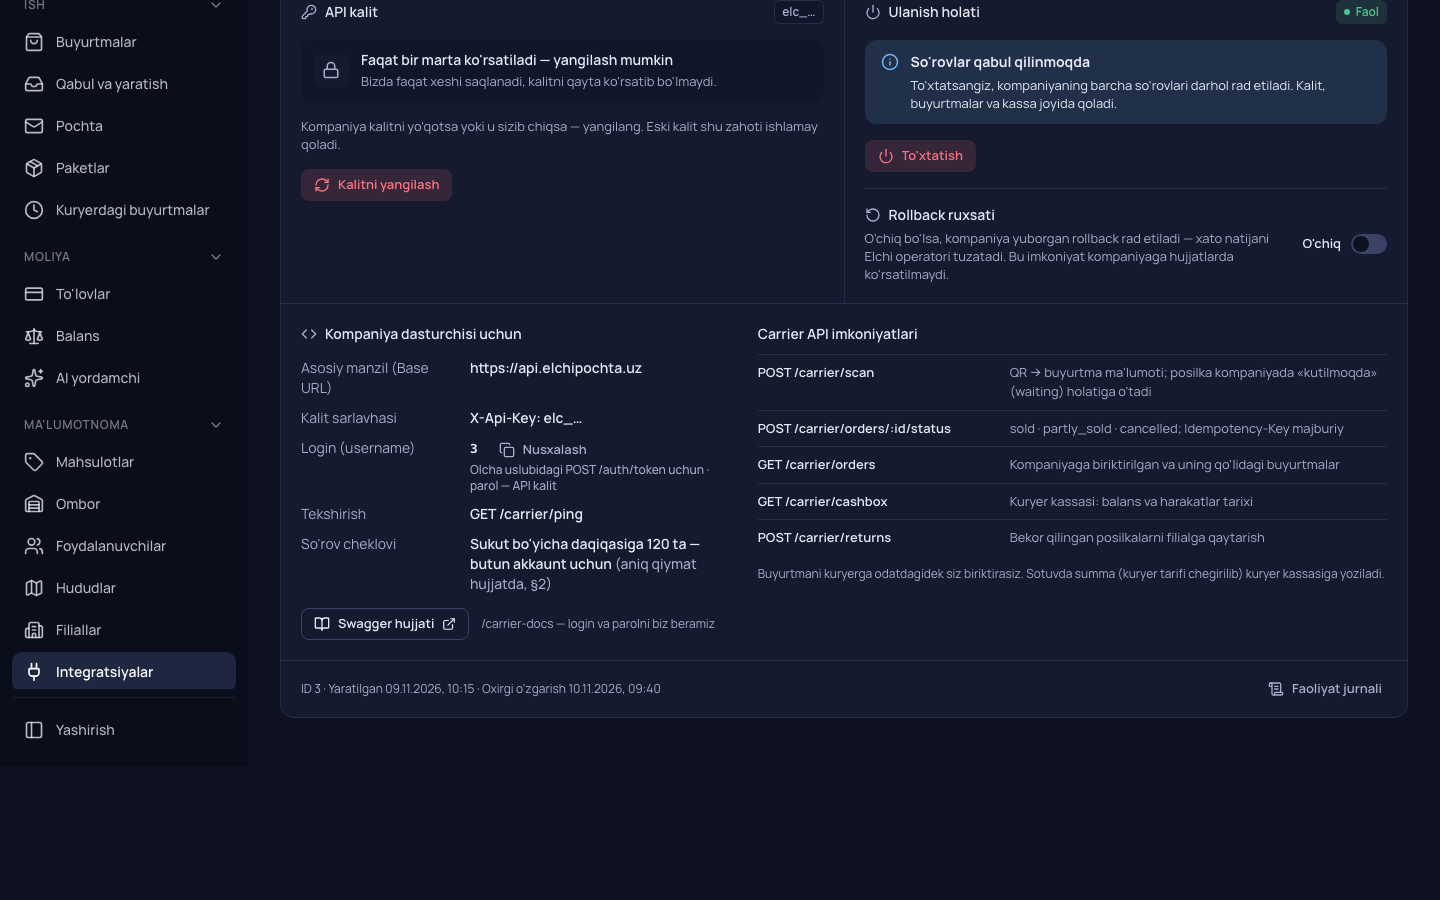 ISH
Buyurtmalar
Qabul va yaratish
Pochta
Paketlar
Kuryerdagi buyurtmalar
MOLIYA
To'lovlar
Balans
AI yordamchi
MA'LUMOTNOMA
Mahsulotlar
Ombor
Foydalanuvchilar
Hududlar
Filiallar
Integratsiyalar
Yashirish
API kalit
elc_…
Faqat bir marta ko'rsatiladi — yangilash mumkin
Bizda faqat xeshi saqlanadi, kalitni qayta ko'rsatib bo'lmaydi.
Kompaniya kalitni yo'qotsa yoki u sizib chiqsa — yangilang. Eski kalit shu zahoti ishlamay
qoladi.
Kalitni yangilash
Ulanish holati
Faol
So'rovlar qabul qilinmoqda
To'xtatsangiz, kompaniyaning barcha so'rovlari darhol rad etiladi. Kalit,
buyurtmalar va kassa joyida qoladi.
To'xtatish
Rollback ruxsati
O'chiq bo'lsa, kompaniya yuborgan rollback rad etiladi — xato natijani
Elchi operatori tuzatadi. Bu imkoniyat kompaniyaga hujjatlarda
ko'rsatilmaydi.
O'chiq
Kompaniya dasturchisi uchun
Asosiy manzil (Base
URL)
https://api.elchipochta.uz
Kalit sarlavhasi
X-Api-Key: elc_…
Login (username)
3
Nusxalash
Olcha uslubidagi POST /auth/token uchun ·
parol — API kalit
Tekshirish
GET /carrier/ping
So'rov cheklovi
Sukut bo'yicha daqiqasiga 120 ta —
butun akkaunt uchun (aniq qiymat
hujjatda, §2)
Swagger hujjati
/carrier-docs — login va parolni biz beramiz
Carrier API imkoniyatlari
POST /carrier/scan
QR → buyurtma ma'lumoti; posilka kompaniyada «kutilmoqda»
(waiting) holatiga o'tadi
POST /carrier/orders/:id/status
sold · partly_sold · cancelled; Idempotency-Key majburiy
GET /carrier/orders
Kompaniyaga biriktirilgan va uning qo'lidagi buyurtmalar
GET /carrier/cashbox
Kuryer kassasi: balans va harakatlar tarixi
POST /carrier/returns
Bekor qilingan posilkalarni filialga qaytarish
Buyurtmani kuryerga odatdagidek siz biriktirasiz. Sotuvda summa (kuryer tarifi chegirilib) kuryer kassasiga yoziladi.
ID 3 · Yaratilgan 09.11.2026, 10:15 · Oxirgi o'zgarish 10.11.2026, 09:40
Faoliyat jurnali